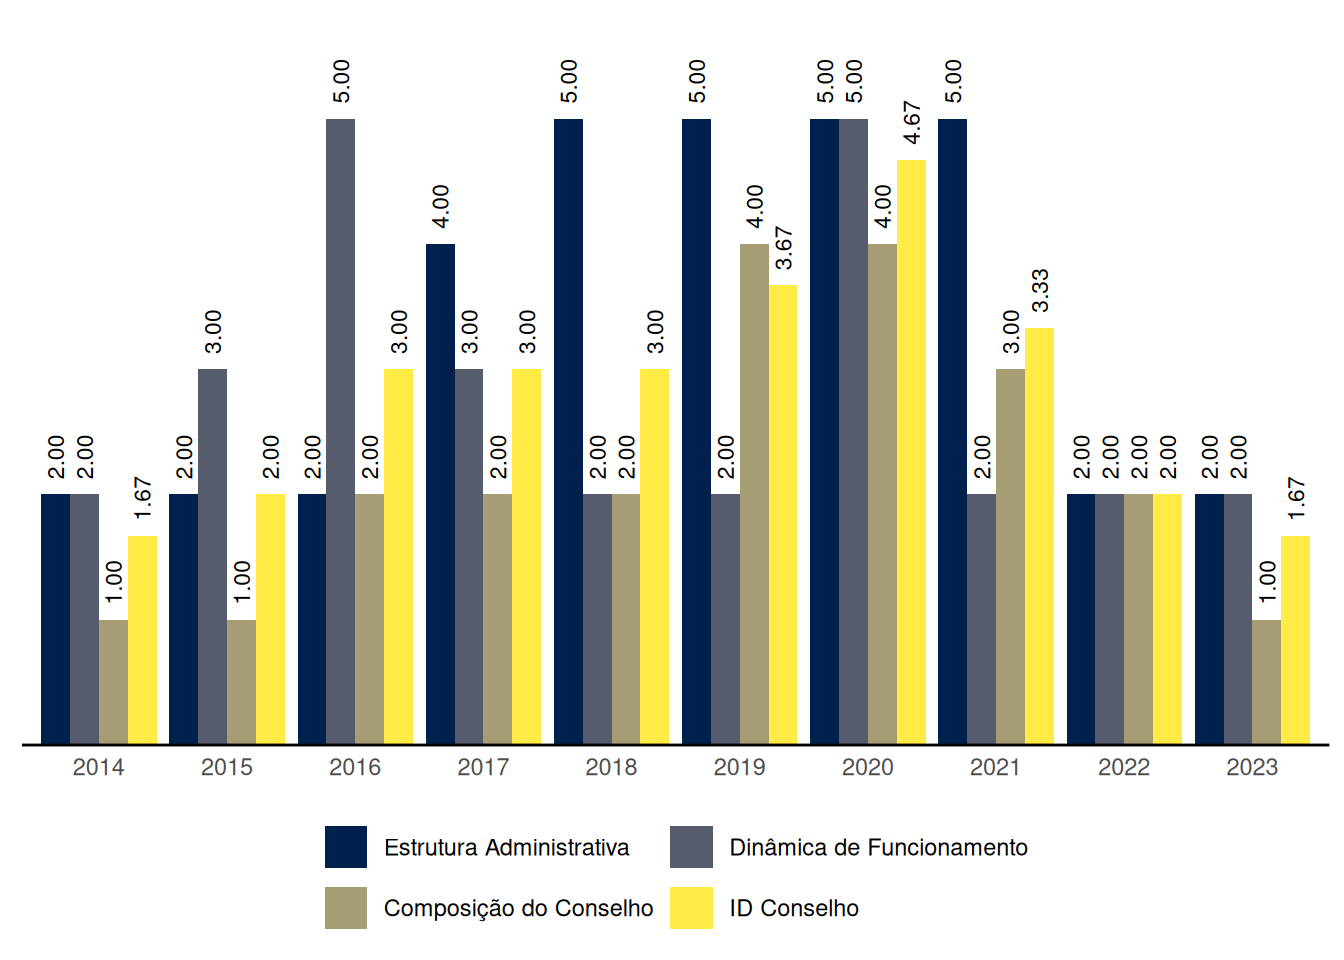 2.00 2.00 1.00 1.67
2.00 3.00 1.00 2.00
2.00 5.00 2.00 3.00
4.00 3.00 2.00 3.00
5.00 2.00 2.00 3.00
5.00 2.00 4.00 3.67
5.00 5.00 4.00 4.67
5.00 2.00 3.00 3.33
2.00 2.00 2.00 2.00
2.00 2.00 1.00 1.67
2014 2015 2016 2017 2018 2019 2020 2021 2022 2023
Estrutura Administrativa Dinâmica de Funcionamento
Composição do Conselho ID Conselho